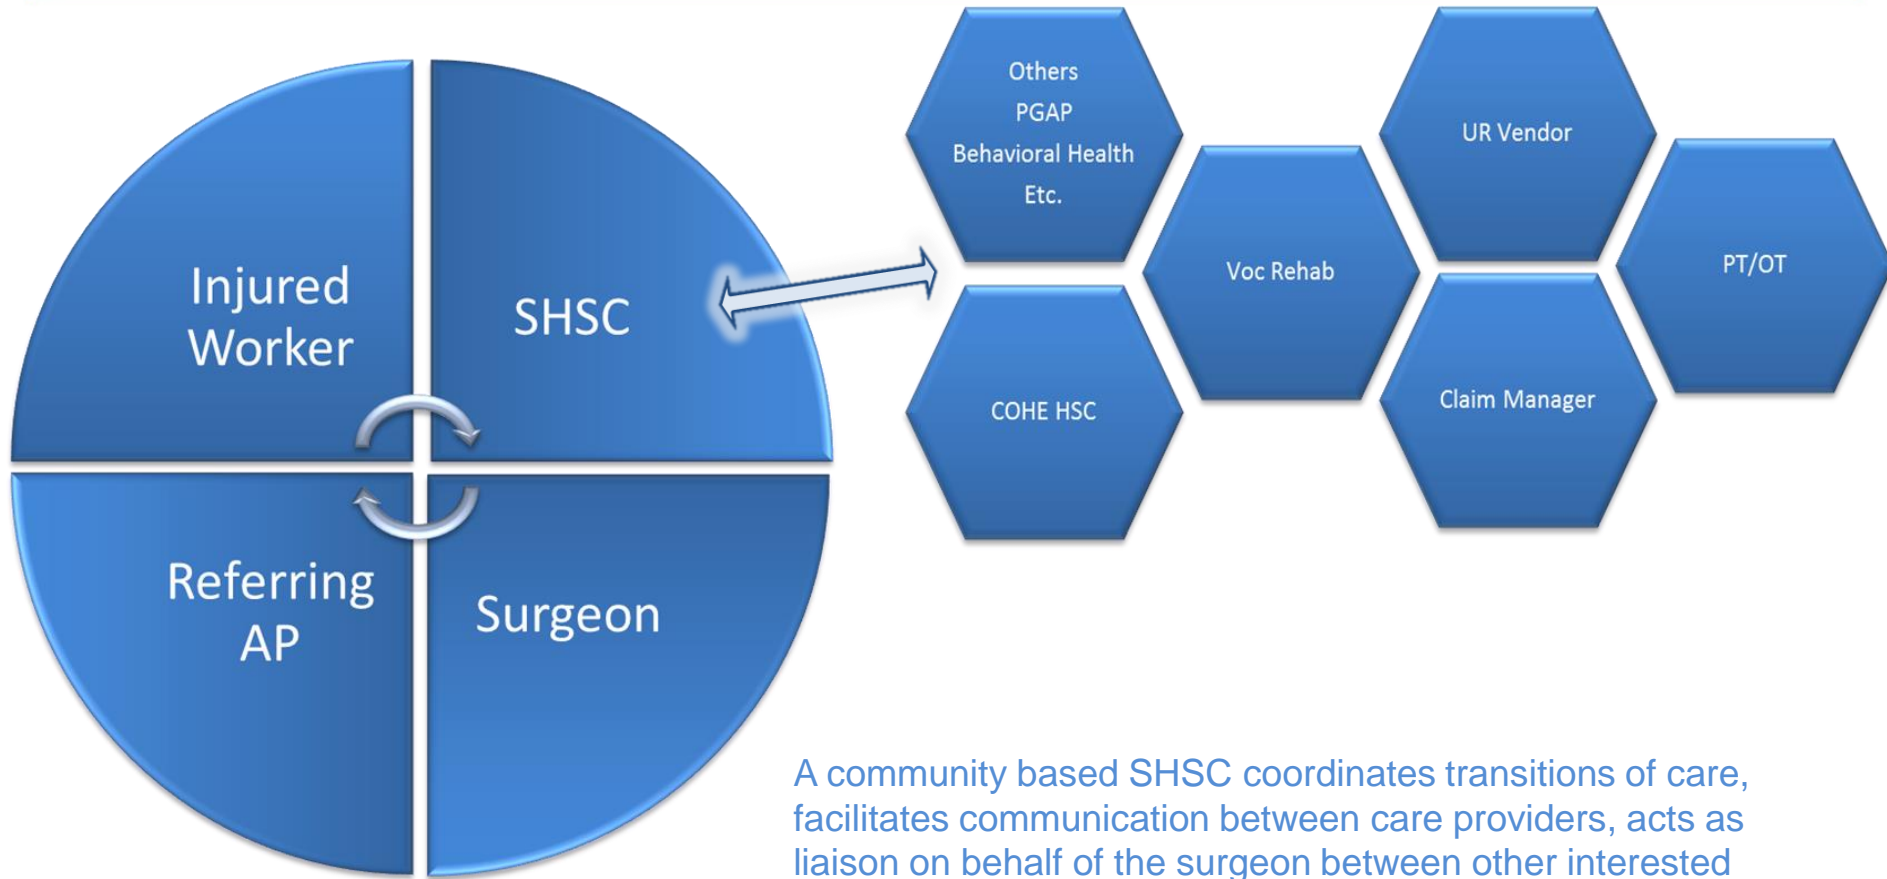 Injured
Worker
SHSC
Referring
AP
Surgeon
Others
PGAP
Behavioral Health
Etc.
UR Vendor
Voc Rehab
PT/OT
COHE HSC
Claim Manager
A community based SHSC coordinates transitions of care,
facilitates communication between care providers, acts as
liaison on behalf of the surgeon between other interested